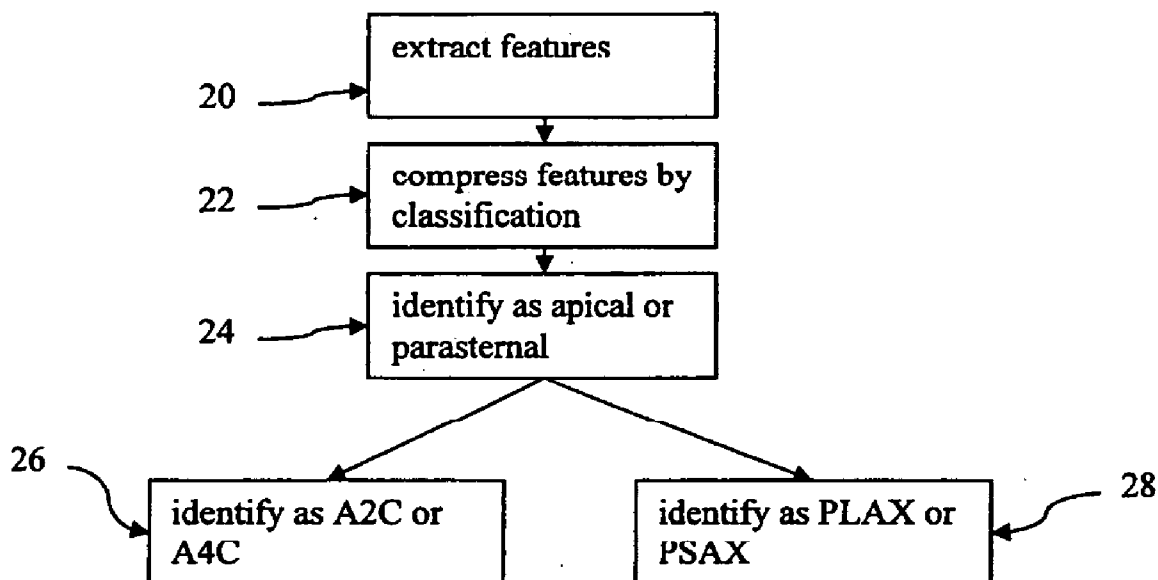 extract features
20
compress features by
classification
22
identify as apical or
parasternal
24
26
identify as A2C or
A4C
identify as PLAX or
PSAX
28